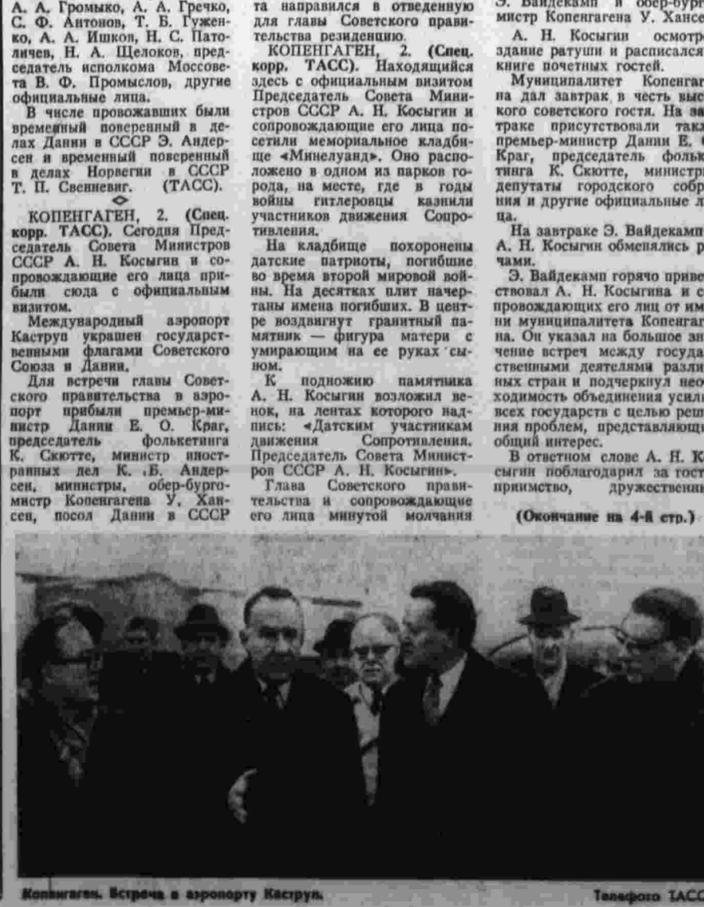 А. А. Громыко, А. А. Гречко,
С. Ф. Антонов, Т. Б. Гужен-
ко, А. А. Ишков, Н. С. Пато-
личев, Н. А. Щелоков, пред-
седатель исполкома Моссове-
та В. Ф. Промыслов, другие
официальные лица.
В числе провожавших были
временный поверенный в де-
лах Дании в СССР Э. Андер-
сен и временный поверенный
в делах Норвегии в СССР
Т. П. Свенневиг. (ТАСС).
КОПЕНГАГЕН, 2. (Спец.
корр. ТАСС). Сегодня Пред-
седатель Совета Министров
СССР А. Н. Косыгин и со-
провождающие его лица при-
были сюда с официальным
визитом.
Международный аэропорт
Каструп украшен государст-
венными флагами Советского
Союза и Дании.
Для встречи главы Совет-
ского правительства в аэро-
порт прибыли премьер-ми-
нистр Дании Е. О. Краг,
председатель фолькетинга
К. Скютте, министр иност-
ранных дел К. Б. Андер-
сен, министры, обер-бурго-
мистр Копенгагена У. Хан-
сен, посол Дании в СССР
та направился в отведенную
для главы Советского прави-
тельства резиденцию.
КОПЕНГАГЕН, 2. (Спец.
корр. ТАСС). Находящийся
здесь с официальным визитом
Председатель Совета Мини-
стров СССР А. Н. Косыгин и
сопровождающие его лица по-
сетили мемориальное кладби-
ще «Минелуанд». Оно распо-
ложено в одном из парков го-
рода, на месте, где в годы
войны гитлеровцы казнили
участников движения Сопро-
тивления.
На кладбище похоронены
датские патриоты, погибшие
во время второй мировой вой-
ны. На десятках плит начер-
таны имена погибших. В цент-
ре воздвигнут гранитный па-
мятник — фигура матери с
умирающим на ее руках сы-
ном.
К подножию памятника
А. Н. Косыгин возложил ве-
нок, на лентах которого над-
пись: «Датским участникам
движения Сопротивления.
Председатель Совета Минист-
ров СССР А. Н. Косыгин».
Глава Советского прави-
тельства и сопровождающие
его лица минутой молчания
Э. Вайдекамп и обер-бург
мистр Копенгагена У. Хансе
А. Н. Косыгин осмотр
здание ратуши и расписался
книге почетных гостей.
Муниципалитет Копенгаг
на дал завтрак в честь выс
кого советского гостя. На за
траке присутствовали такж
премьер-министр Дании Е. О
Краг, председатель фольк
тинга К. Скютте, министр
депутаты городского собр
ния и другие официальные л
ца.
На завтраке Э. Вайдекамп
А. Н. Косыгин обменялись р
чами.
Э. Вайдекамп горячо приве
ствовал А. Н. Косыгина и с
провождающих его лиц от им
ни муниципалитета Копенгаг
на. Он указал на большое зн
чение встреч между госуда
ственными деятелями разли
ных стран и подчеркнул нео
ходимость объединения усил
всех государств с целью реш
ния проблем, представляющ
общий интерес.
В ответном слове А. Н. К
сыгин поблагодарил за гост
приимство, дружественн
(Окончание на 4-й стр.)
Копенгаген. Встреча в аэропорту Каструп.
Телефото ТАСС